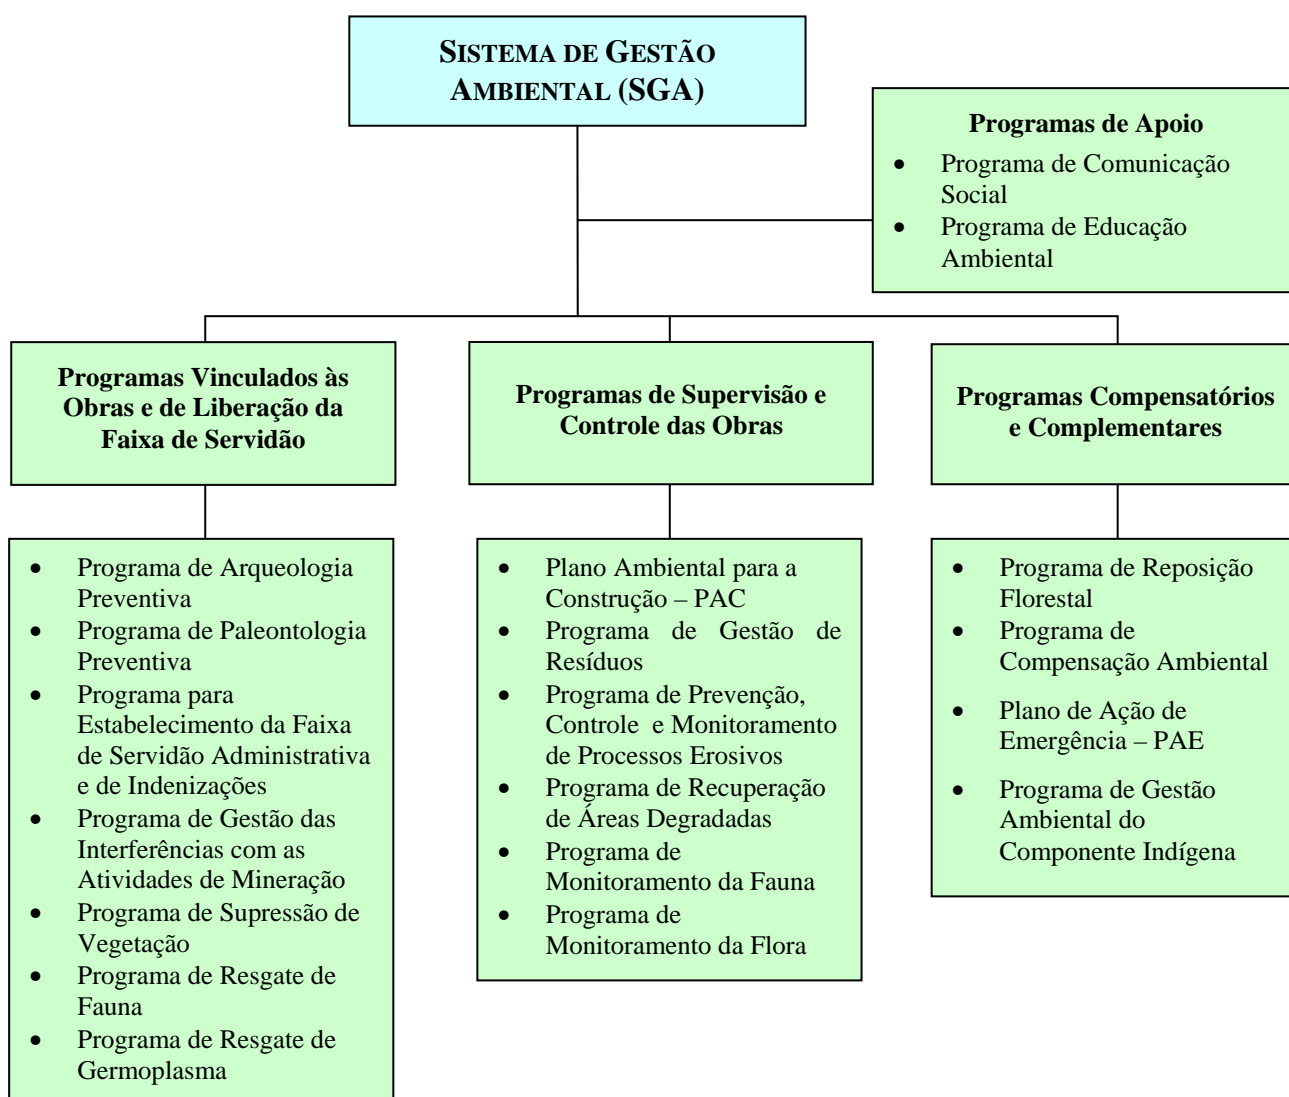 SISTEMA DE GESTÃO
AMBIENTAL (SGA)
Programas de Apoio
• Programa de Comunicação
Social
• Programa de Educação
Ambiental
Programas Vinculados às
Obras e de Liberação da
Faixa de Servidão
Programas de Supervisão e
Controle das Obras
Programas Compensatórios
e Complementares
• Programa de Arqueologia
Preventiva
• Programa de Paleontologia
Preventiva
• Programa para
Estabelecimento da Faixa
de Servidão Administrativa
e de Indenizações
• Programa de Gestão das
Interferências com as
Atividades de Mineração
• Programa de Supressão de
Vegetação
• Programa de Resgate de
Fauna
• Programa de Resgate de
Germoplasma
• Plano Ambiental para a
Construção – PAC
• Programa de Gestão de
Resíduos
• Programa de Prevenção,
Controle e Monitoramento
de Processos Erosivos
• Programa de Recuperação
de Áreas Degradadas
• Programa de
Monitoramento da Fauna
• Programa de
Monitoramento da Flora
• Programa de Reposição
Florestal
• Programa de
Compensação Ambiental
• Plano de Ação de
Emergência – PAE
• Programa de Gestão
Ambiental do
Componente Indígena